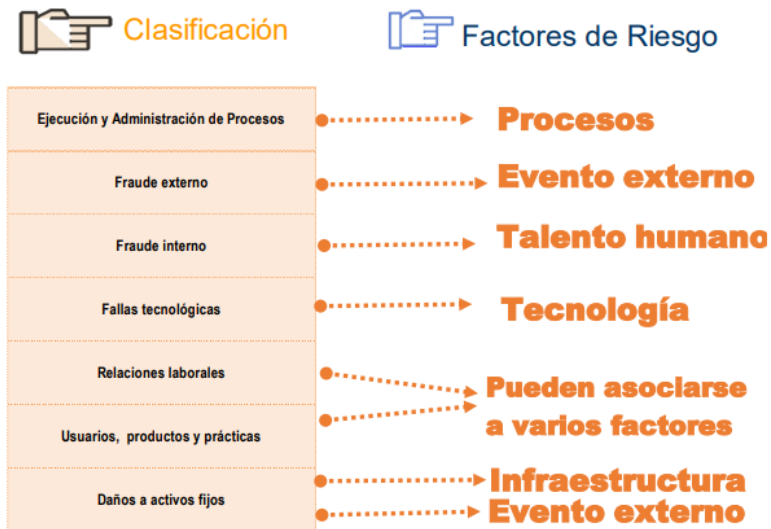 Clasificación
Factores de Riesgo
Ejecución y Administración de Procesos
Procesos
Fraude externo
Evento externo
Fraude interno
Talento humano
Fallas tecnológicas
Tecnología
Relaciones laborales
Usuarios, productos y prácticas
Pueden asociarse
a varios factores
Daños a activos fijos
Infraestructura
Evento externo